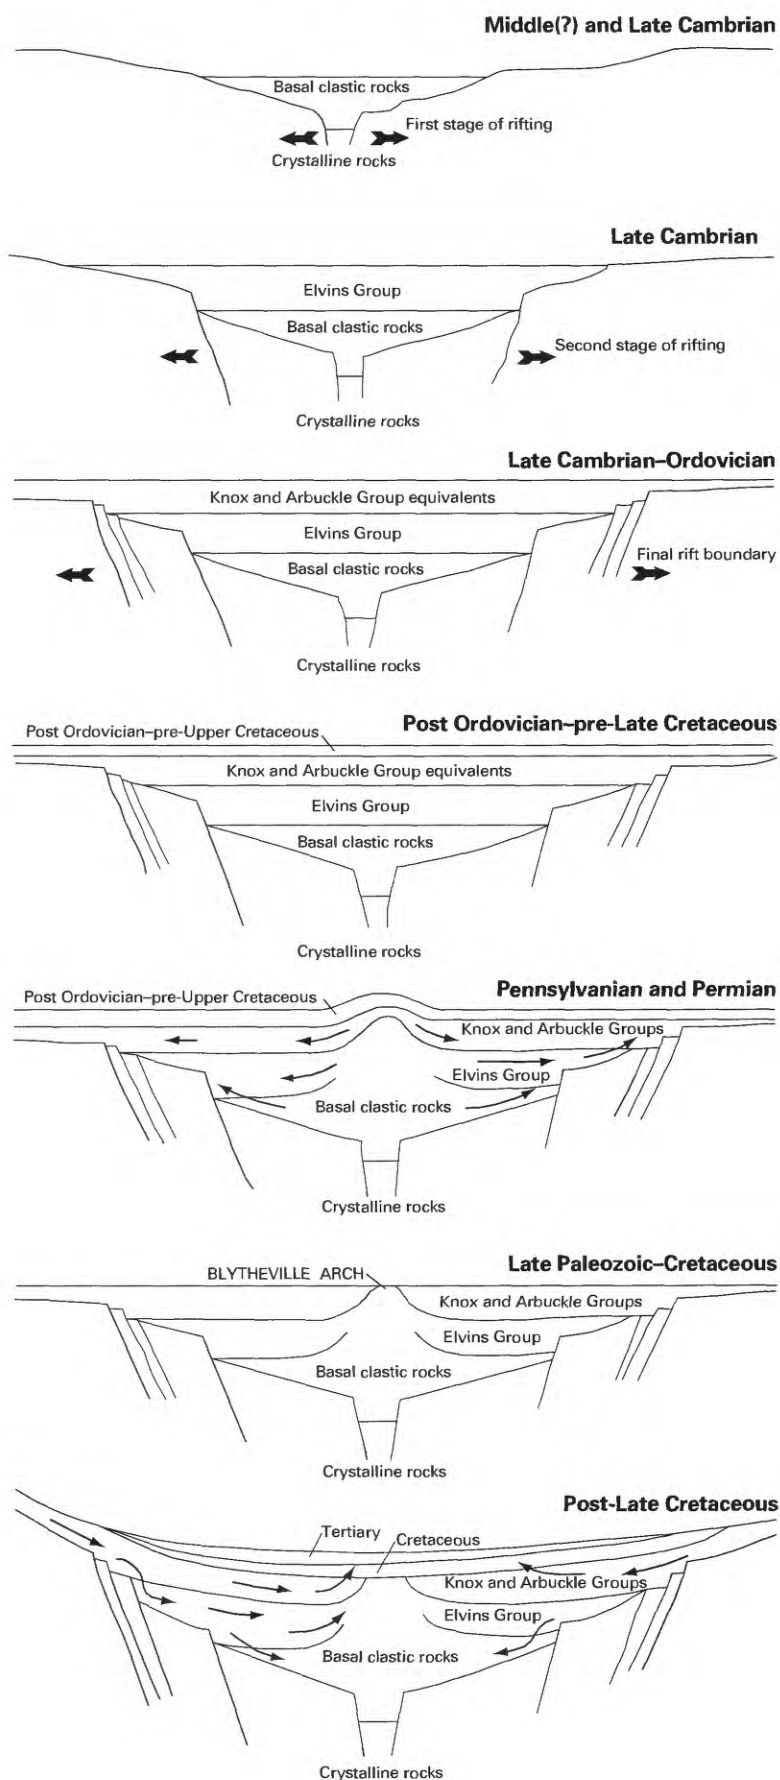 Middle(?) and Late Cambrian
Basal clastic rocks
First stage of rifting
Crystalline rocks
Late Cambrian
Elvins Group
Basal clastic rocks
Second stage of rifting
Crystalline rocks
Late Cambrian–Ordovician
Knox and Arbuckle Group equivalents
Elvins Group
Final rift boundary
Basal clastic rocks
Crystalline rocks
Post Ordovician–pre-Late Cretaceous
Post Ordovician–pre-Upper Cretaceous
Knox and Arbuckle Group equivalents
Elvins Group
Basal clastic rocks
Crystalline rocks
Pennsylvanian and Permian
Post Ordovician–pre-Upper Cretaceous
Knox and Arbuckle Groups
Elvins Group
Basal clastic rocks
Crystalline rocks
Late Paleozoic–Cretaceous
BLYTHEVILLE ARCH
Knox and Arbuckle Groups
Elvins Group
Basal clastic rocks
Crystalline rocks
Post-Late Cretaceous
Tertiary
Cretaceous
Knox and Arbuckle Groups
Elvins Group
Basal clastic rocks
Crystalline rocks